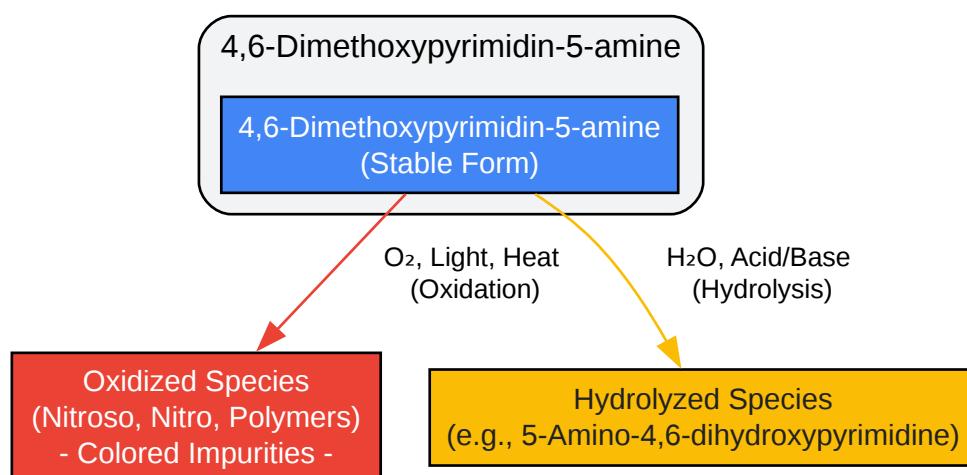 4,6-Dimethoxypyrimidin-5-amine
4,6-Dimethoxypyrimidin-5-amine
(Stable Form)
O₂, Light, Heat
(Oxidation)
H₂O, Acid/Base
(Hydrolysis)
Oxidized Species
(Nitroso, Nitro, Polymers)
- Colored Impurities -
Hydrolyzed Species
(e.g., 5-Amino-4,6-dihydroxypyrimidine)